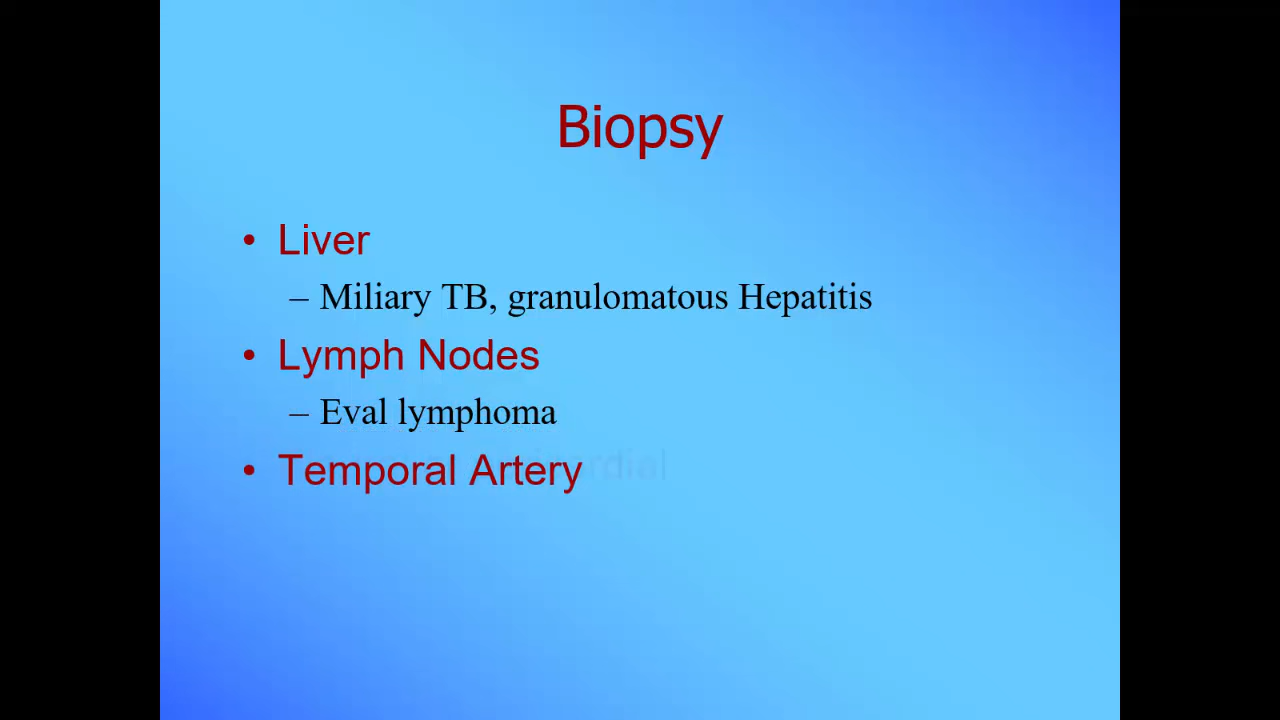 Biopsy
• Liver
– Miliary TB, granulomatous Hepatitis
• Lymph Nodes
– Eval lymphoma
• Temporal Artery